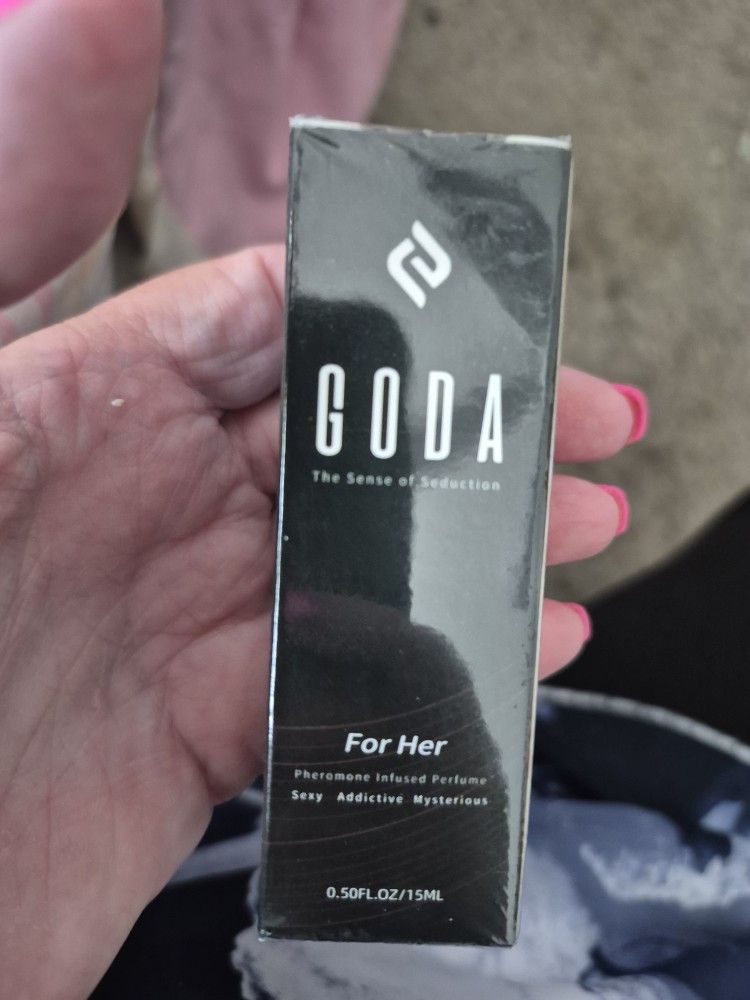 GODA
The Sense of Seduction
For Her
Pheromone Infused Perfume
Sexy Addictive Mysterious
0.50FL.OZ/15ML